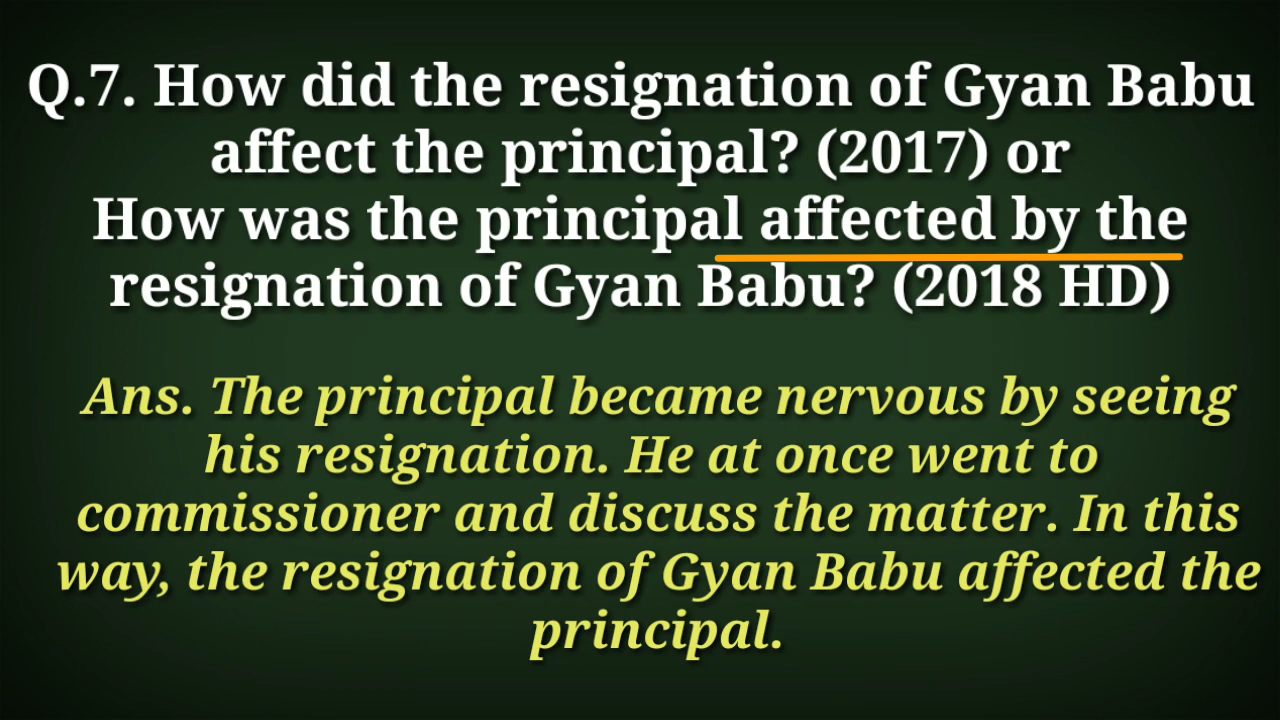 Q.7. How did the resignation of Gyan Babu
affect the principal? (2017) or
How was the principal affected by the
resignation of Gyan Babu? (2018 HD)
Ans. The principal became nervous by seeing
his resignation. He at once went to
commissioner and discuss the matter. In this
way, the resignation of Gyan Babu affected the
principal.